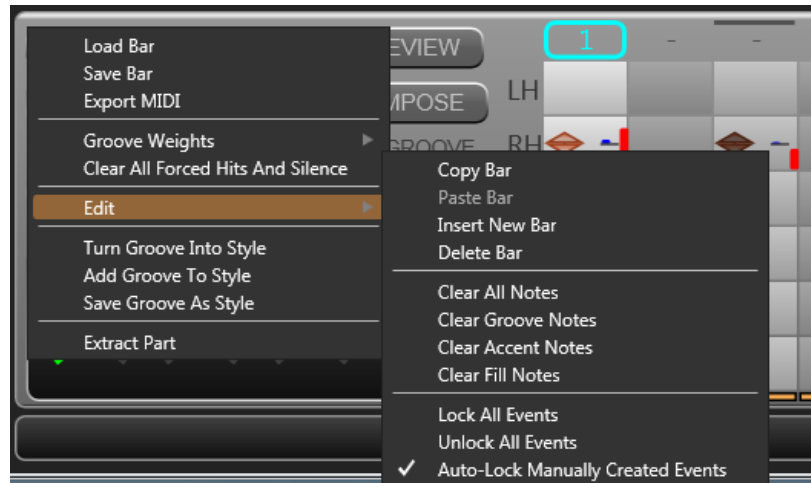 Load Bar
Save Bar
Export MIDI
Groove Weights
Clear All Forced Hits And Silence
Edit
Turn Groove Into Style
Add Groove To Style
Save Groove As Style
Extract Part
EVIEW
MPOSE
GROOVE
1
-
-
LH
RH
Copy Bar
Paste Bar
Insert New Bar
Delete Bar
Clear All Notes
Clear Groove Notes
Clear Accent Notes
Clear Fill Notes
Lock All Events
Unlock All Events
Auto-Lock Manually Created Events